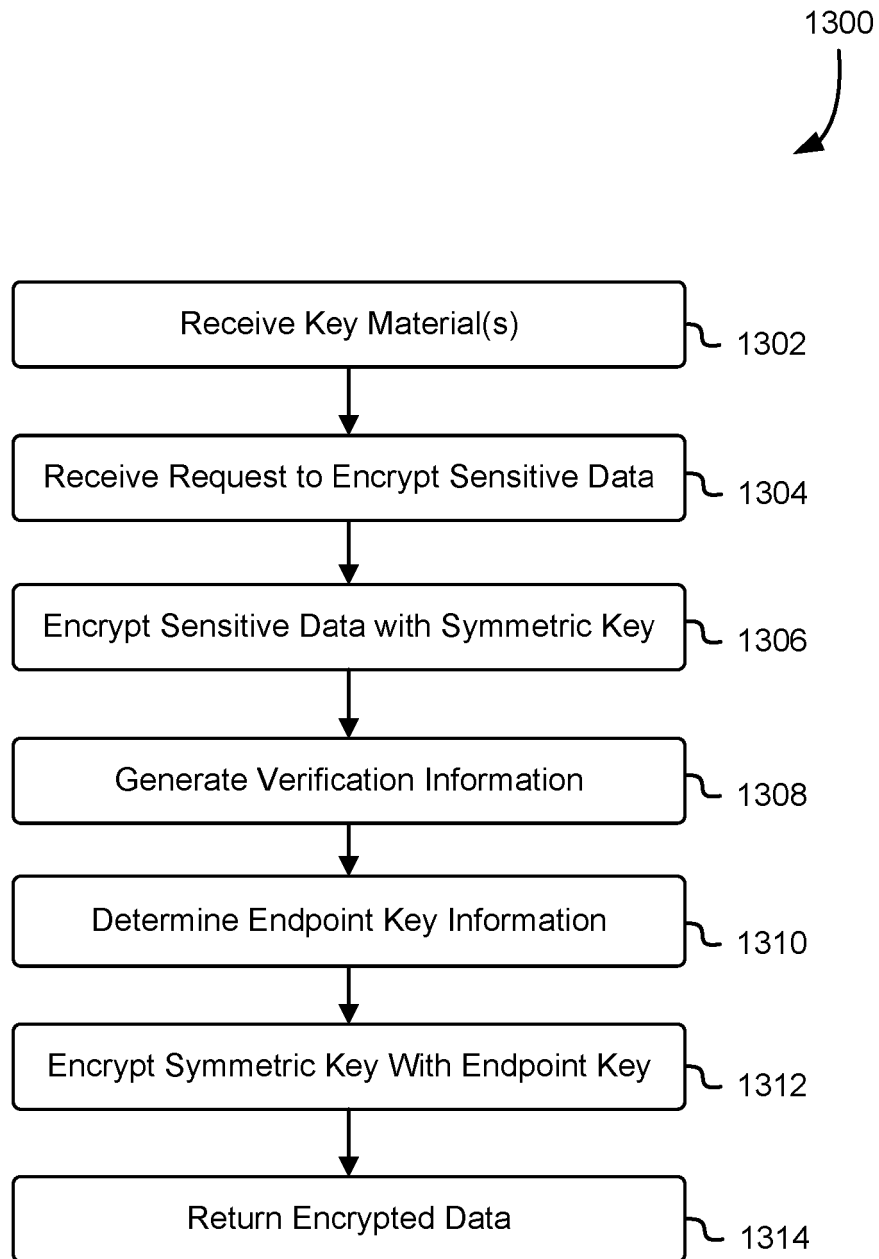 1300
Receive Key Material(s)
1302
Receive Request to Encrypt Sensitive Data
1304
Encrypt Sensitive Data with Symmetric Key
1306
Generate Verification Information
1308
Determine Endpoint Key Information
1310
Encrypt Symmetric Key With Endpoint Key
1312
Return Encrypted Data
1314